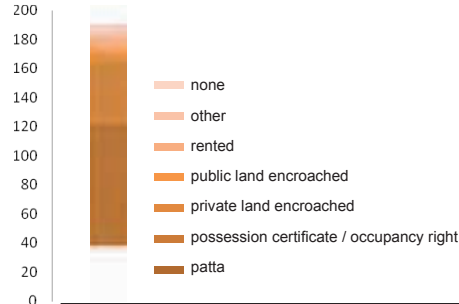 200
180
160
140
120
100
80
60
40
20
0
none
other
rented
public land encroached
private land encroached
possession certificate / occupancy right
patta